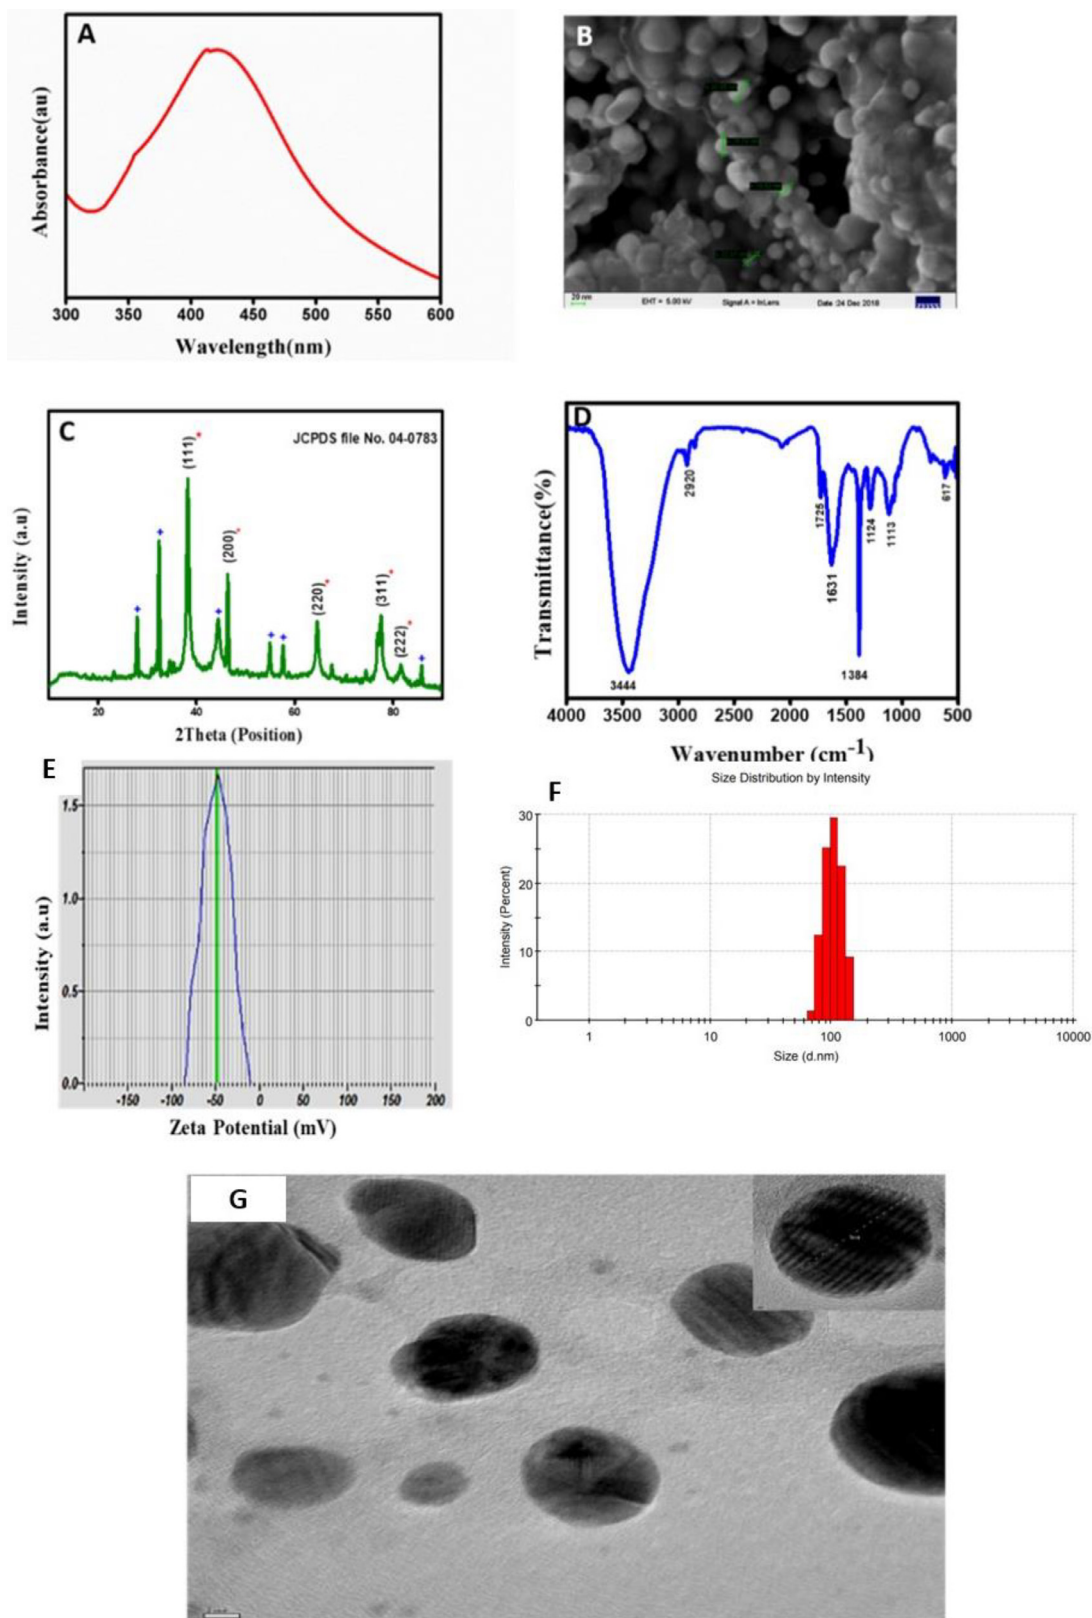 A
Absorbance(au)
300 350 400 450 500 550 600
Wavelength(nm)
B
20 nm
EHT = 5.00 kV
Signal A = InLens
Date :24 Dec 2018
ZEISS
C
JCPDS file No. 04-0783
(111)*
+
+
(200)*
+
+
+
(220)*
(311)*
(222)*
+
Intensity (a.u)
20 40 60 80
2Theta (Position)
D
Transmittance(%)
3444
2920
1725
1631
1384
1124
1113
617
4000 3500 3000 2500 2000 1500 1000 500
Wavenumber (cm-1)
E
Intensity (a.u)
1.5
1.0
0.5
0.0
-150 -100 -50 0 50 100 150 200
Zeta Potential (mV)
Size Distribution by Intensity
F
Intensity (Percent)
30
20
10
0
1 10 100 1000 10000
Size (d.nm)
G